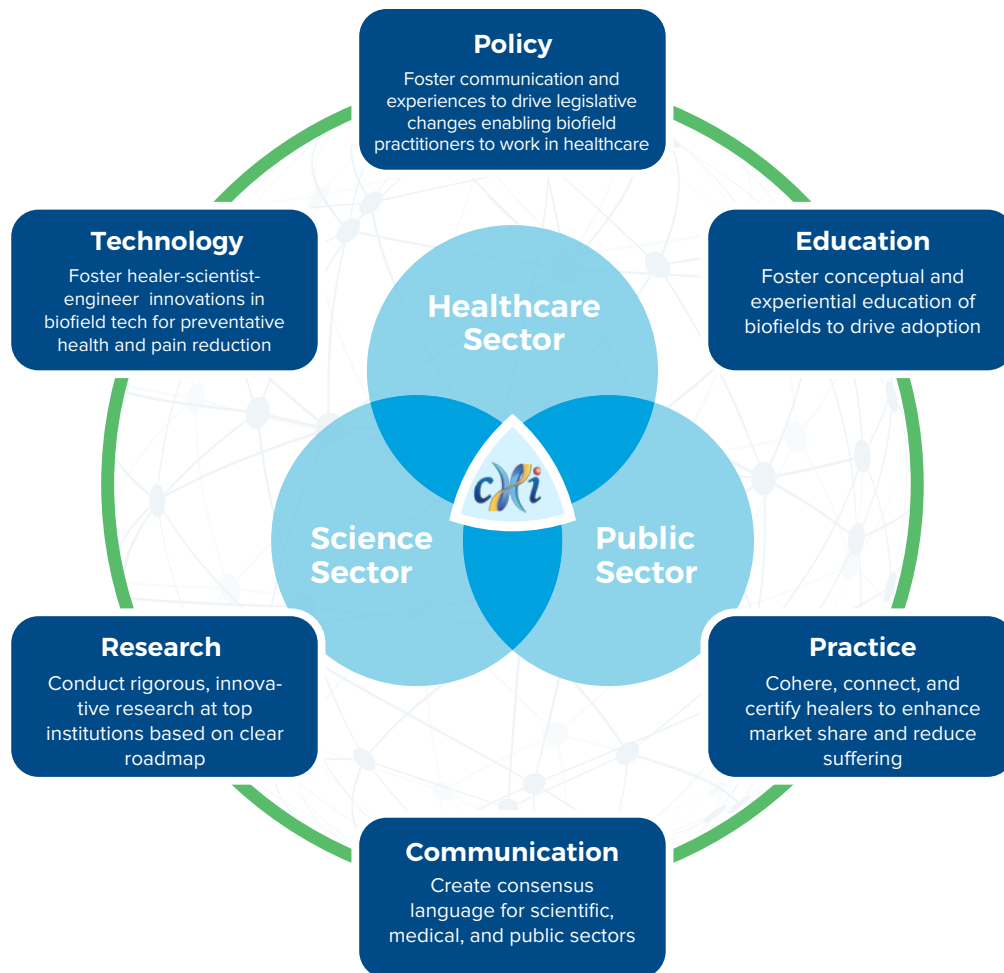 Policy
Foster communication and
experiences to drive legislative
changes enabling biofield
practitioners to work in healthcare
Technology
Foster healer-scientist-
engineer innovations in
biofield tech for preventative
health and pain reduction
Education
Foster conceptual and
experiential education of
biofields to drive adoption
Healthcare
Sector
cHi
Science
Sector
Public
Sector
Research
Conduct rigorous, innova-
tive research at top
institutions based on clear
roadmap
Practice
Cohere, connect, and
certify healers to enhance
market share and reduce
suffering
Communication
Create consensus
language for scientific,
medical, and public sectors